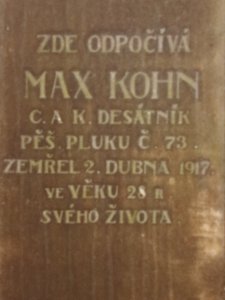 ZDE ODPOČÍVÁ
MAX KOHN
C. A K. DESÁTNÍK
PĚŠ. PLUKU Č. 73.
ZEMŘEL 2. DUBNA 1917.
VE VĚKU 28 R.
SVÉHO ŽIVOTA.